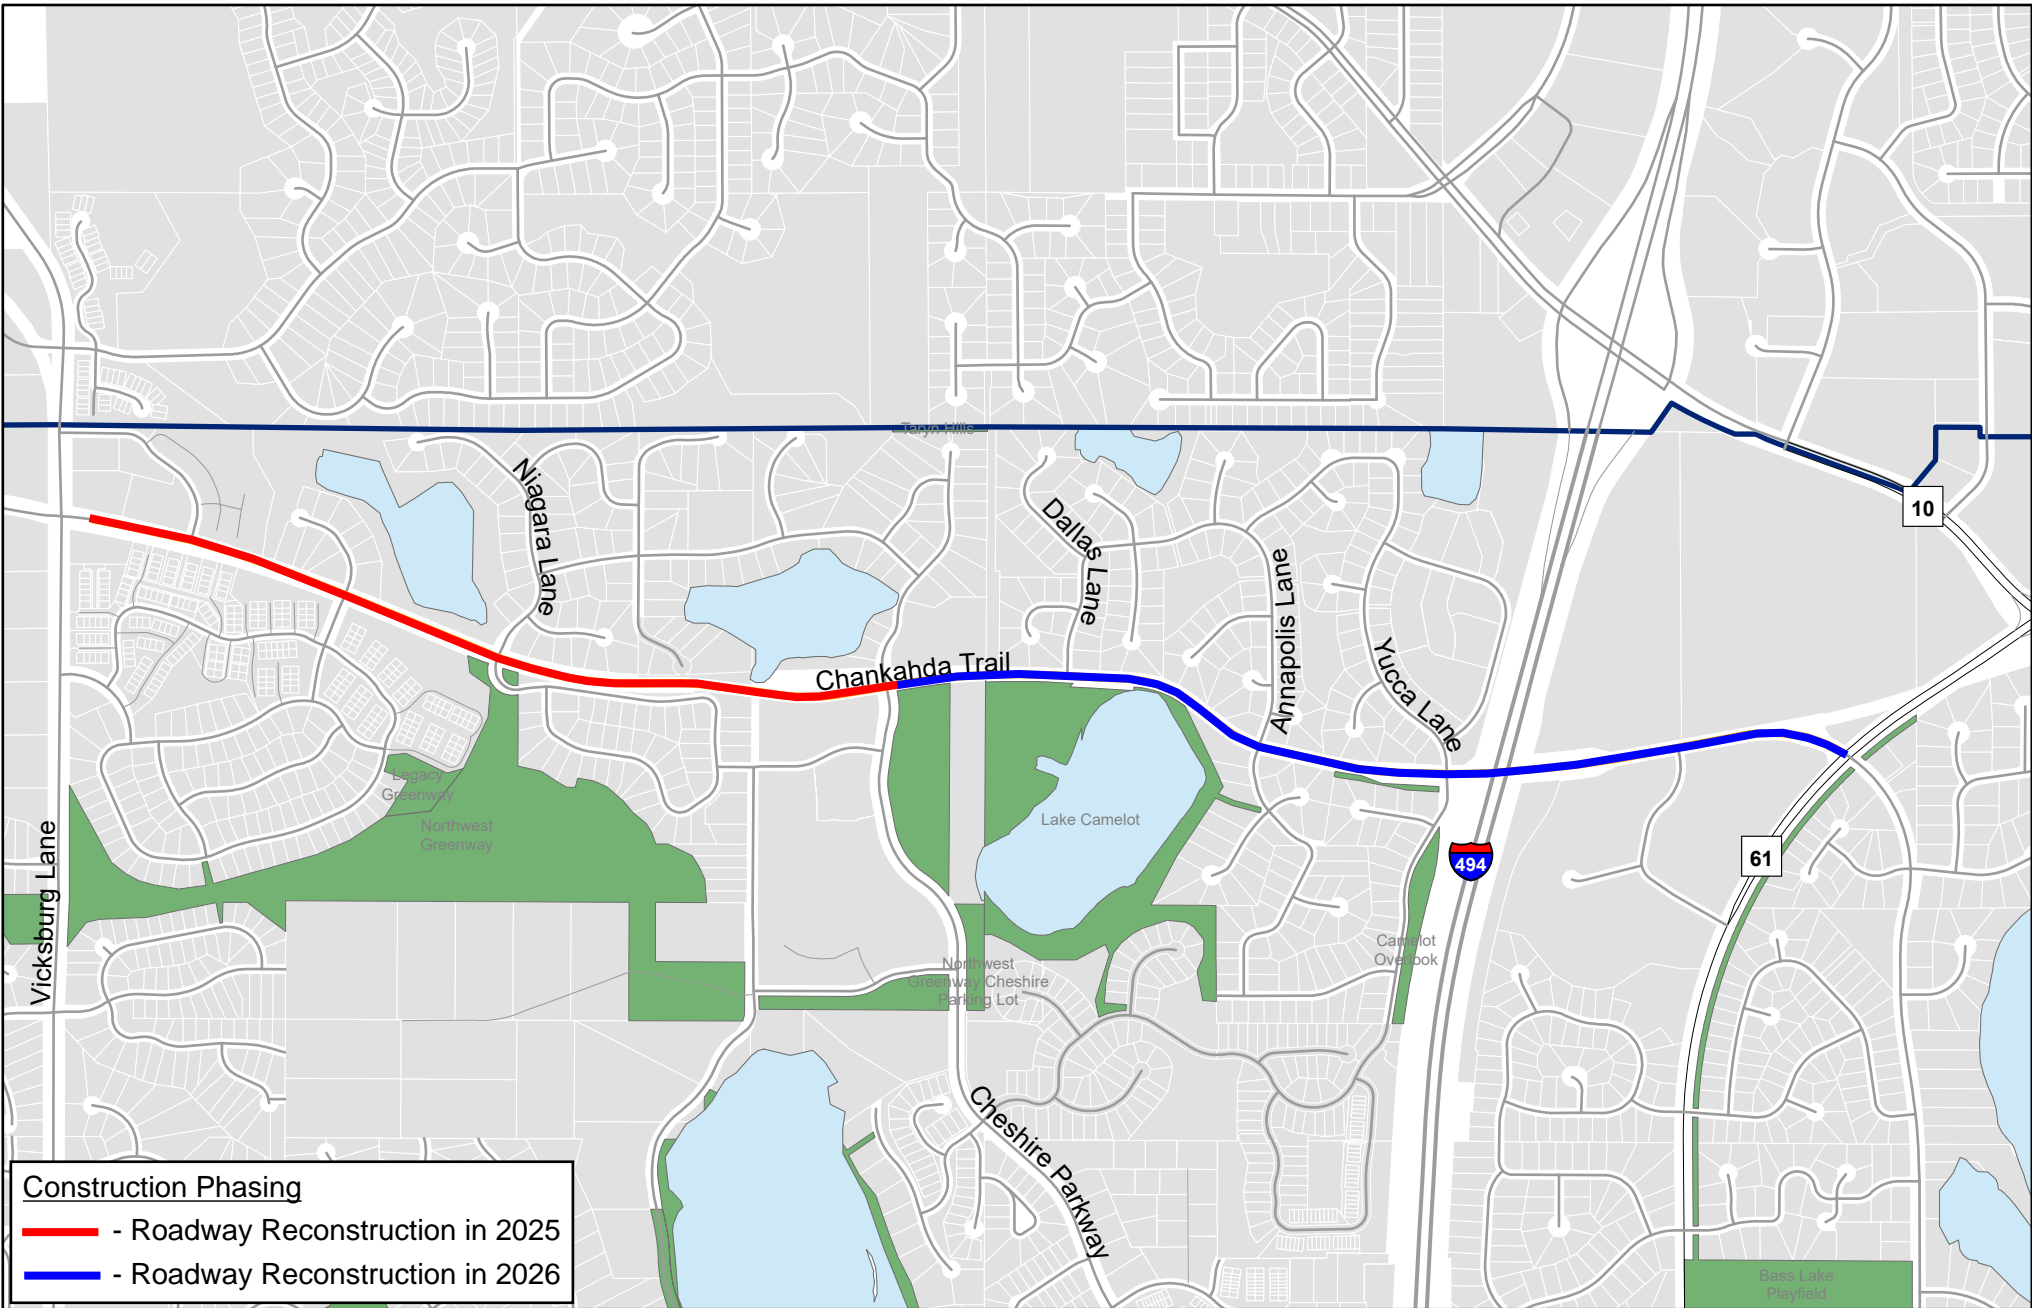 Taryn Hills
Niagara Lane
Dallas Lane
10
Annapolis Lane
Yucca Lane
Chankahda Trail
Legacy
Greenway
Northwest
Greenway
Lake Camelot
Vicksburg Lane
494
61
Camelot
Overlook
Northwest
Greenway Cheshire
Parking Lot
Cheshire Parkway
Construction Phasing
- Roadway Reconstruction in 2025
- Roadway Reconstruction in 2026
Bass Lake
Playfield